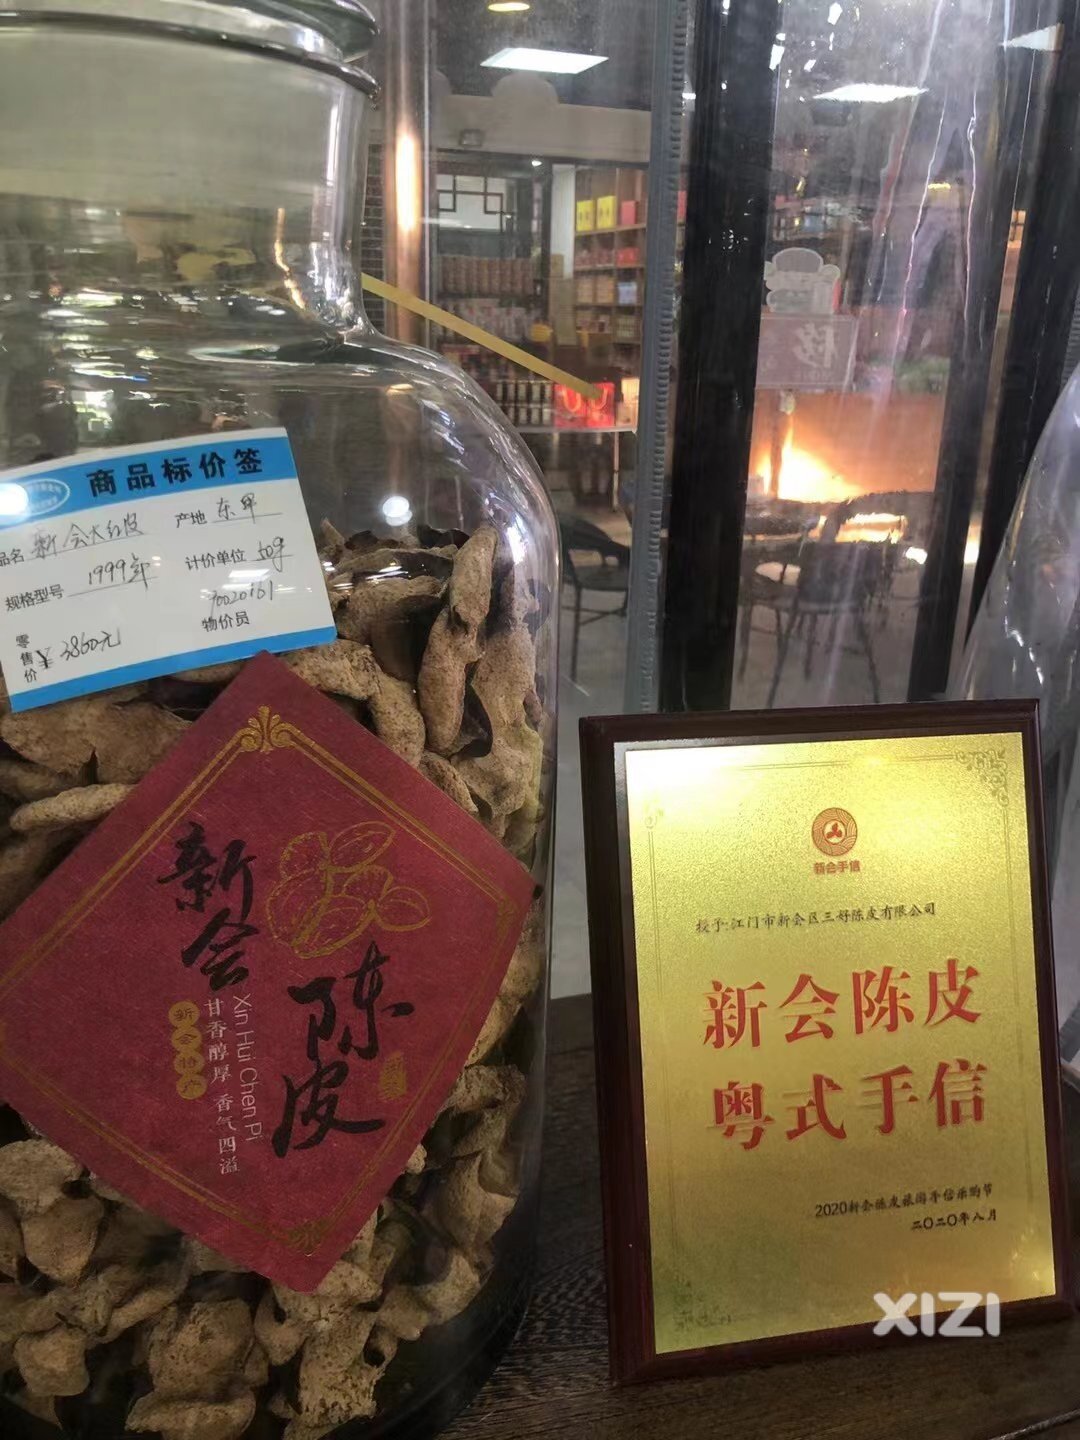 商品标价签
品名 新会大红皮 产地 东甲
规格型号 1999年 计价单位 50g
零售价 ¥ 3860元
物价员
新会
陈皮
Xin Hui Chen Pi
甘香醇厚 香气四溢
新会特产
新会手信
授予:江门市新会区三好陈皮有限公司
新会陈皮
粤式手信
2020新会陈皮旅游手信采购节
二〇二〇年八月
XIZI